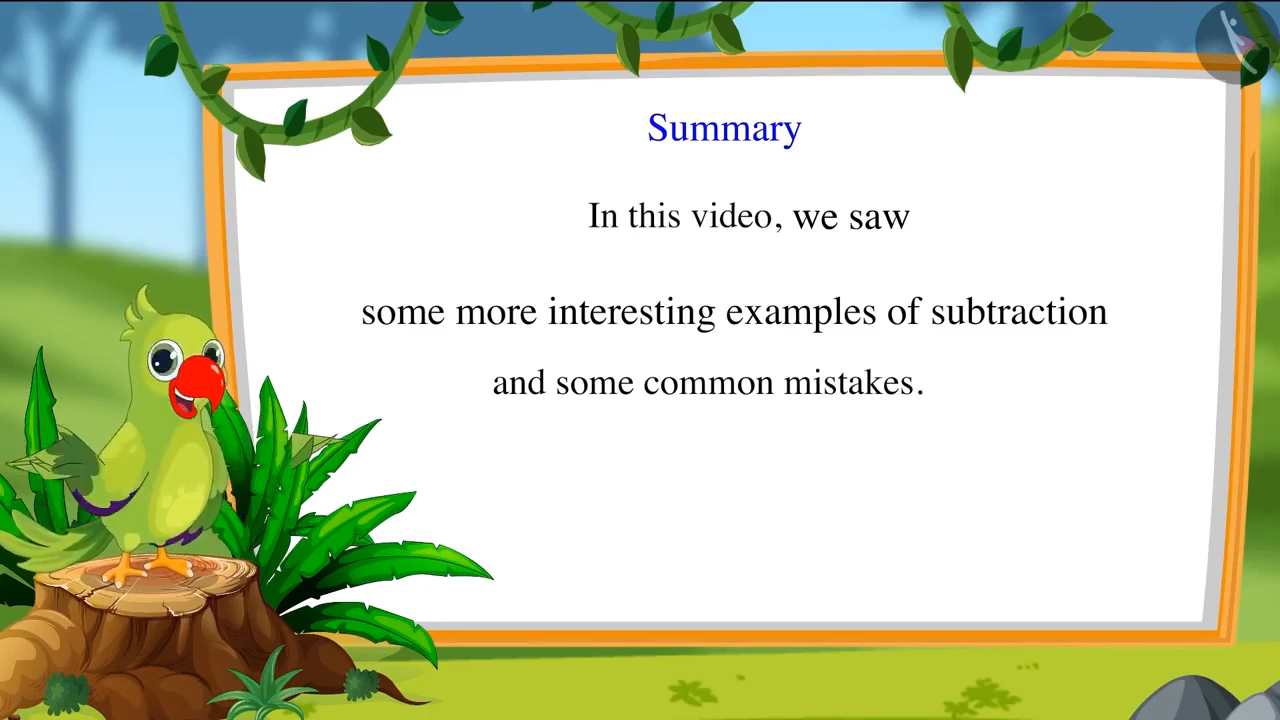 Summary
In this video, we saw
some more interesting examples of subtraction
and some common mistakes.